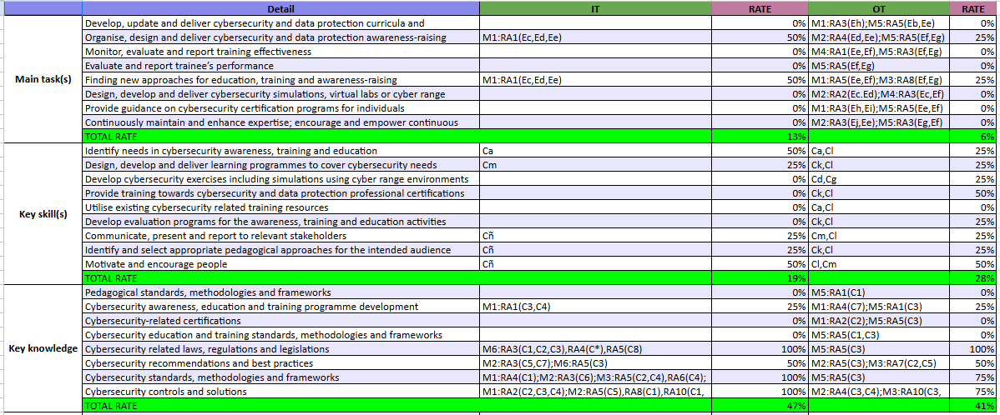 Detail IT RATE OT RATE
Develop, update and deliver cybersecurity and data protection curricula and 0% M1:RA3(Eh);M5:RA5(Eb,Ee) 0%
Organise, design and deliver cybersecurity and data protection awareness-raising M1:RA1(Ec,Ed,Ee) 50% M2:RA4(Ed,Ee);M5:RA5(Ef,Eg) 25%
Monitor, evaluate and report training effectiveness 0% M4:RA1(Ee,Ef),M5:RA3(Ef,Eg) 0%
Evaluate and report trainee's performance 0% M5:RA5(Ef,Eg) 0%
Main task(s) Finding new approaches for education, training and awareness-raising M1:RA1(Ec,Ed,Ee) 50% M1:RA5(Ee,Ef);M3:RA8(Ef,Eg) 25%
Design, develop and deliver cybersecurity simulations, virtual labs or cyber range 0% M2:RA2(Ec.Ed);M4:RA3(Ec,Ef) 0%
Provide guidance on cybersecurity certification programs for individuals 0% M1:RA3(Eh,Ei);M5:RA5(Ee,Ef) 0%
Continuously maintain and enhance expertise; encourage and empower continuous 0% M2:RA3(Ej,Ee);M5:RA3(Eg,Ef) 0%
TOTAL RATE 13% 6%
Identify needs in cybersecurity awareness, training and education Ca 50% Ca,Cl 25%
Design, develop and deliver learning programmes to cover cybersecurity needs Cm 25% Ck,Cl 25%
Develop cybersecurity exercises including simulations using cyber range environments 0% Cd,Cg 25%
Provide training towards cybersecurity and data protection professional certifications 0% Ck,Cl 50%
Key skill(s) Utilise existing cybersecurity related training resources 0% Ca,Cl 0%
Develop evaluation programs for the awareness, training and education activities 0% Ck,Cl 25%
Communicate, present and report to relevant stakeholders Cñ 25% Cm,Cl 25%
Identify and select appropriate pedagogical approaches for the intended audience Cñ 25% Ck,Cl 25%
Motivate and encourage people Cñ 50% Cl,Cm 50%
TOTAL RATE 19% 28%
Pedagogical standards, methodologies and frameworks 0% M5:RA1(C1) 0%
Cybersecurity awareness, education and training programme development M1:RA1(C3,C4) 25% M1:RA4(C7);M5:RA1(C3) 25%
Cybersecurity-related certifications 0% M1:RA2(C2);M5:RA5(C3) 0%
Cybersecurity education and training standards, methodologies and frameworks 0% M5:RA5(C1,C3) 0%
Key knowledge Cybersecurity related laws, regulations and legislations M6:RA3(C1,C2,C3),RA4(C*),RA5(C8) 100% M5:RA5(C3) 100%
Cybersecurity recommendations and best practices M2:RA3(C5,C7);M6:RA5(C3) 50% M2:RA5(C3);M3:RA7(C2,C5) 50%
Cybersecurity standards, methodologies and frameworks M1:RA4(C1);M2:RA3(C6);M3:RA5(C2,C4),RA6(C4); 100% M5:RA5(C3) 75%
Cybersecurity controls and solutions M1:RA2(C2,C3,C4);M2:RA5(C5),RA8(C1),RA10(C1, 100% M2:RA4(C3,C4);M3:RA10(C3, 75%
TOTAL RATE 47% 41%